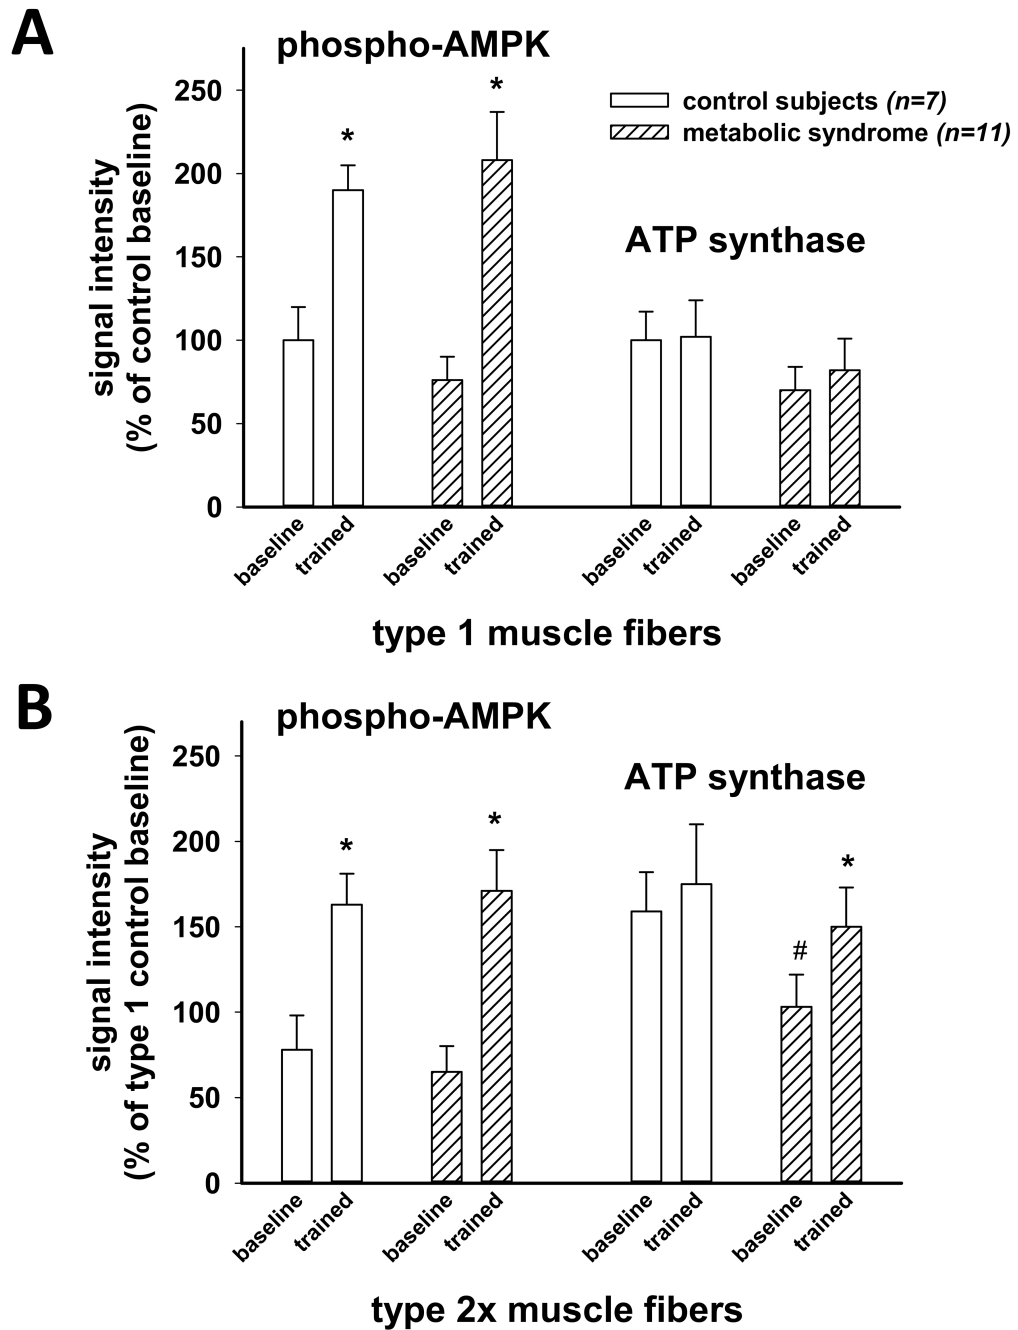 A
phospho-AMPK
control subjects (n=7)
metabolic syndrome (n=11)
ATP synthase
signal intensity
(% of control baseline)
250
200
150
100
50
0
*
*
baseline
trained
baseline
trained
baseline
trained
baseline
trained
type 1 muscle fibers
B
phospho-AMPK
ATP synthase
signal intensity
(% of type 1 control baseline)
250
200
150
100
50
0
*
*
#
*
baseline
trained
baseline
trained
baseline
trained
baseline
trained
type 2x muscle fibers